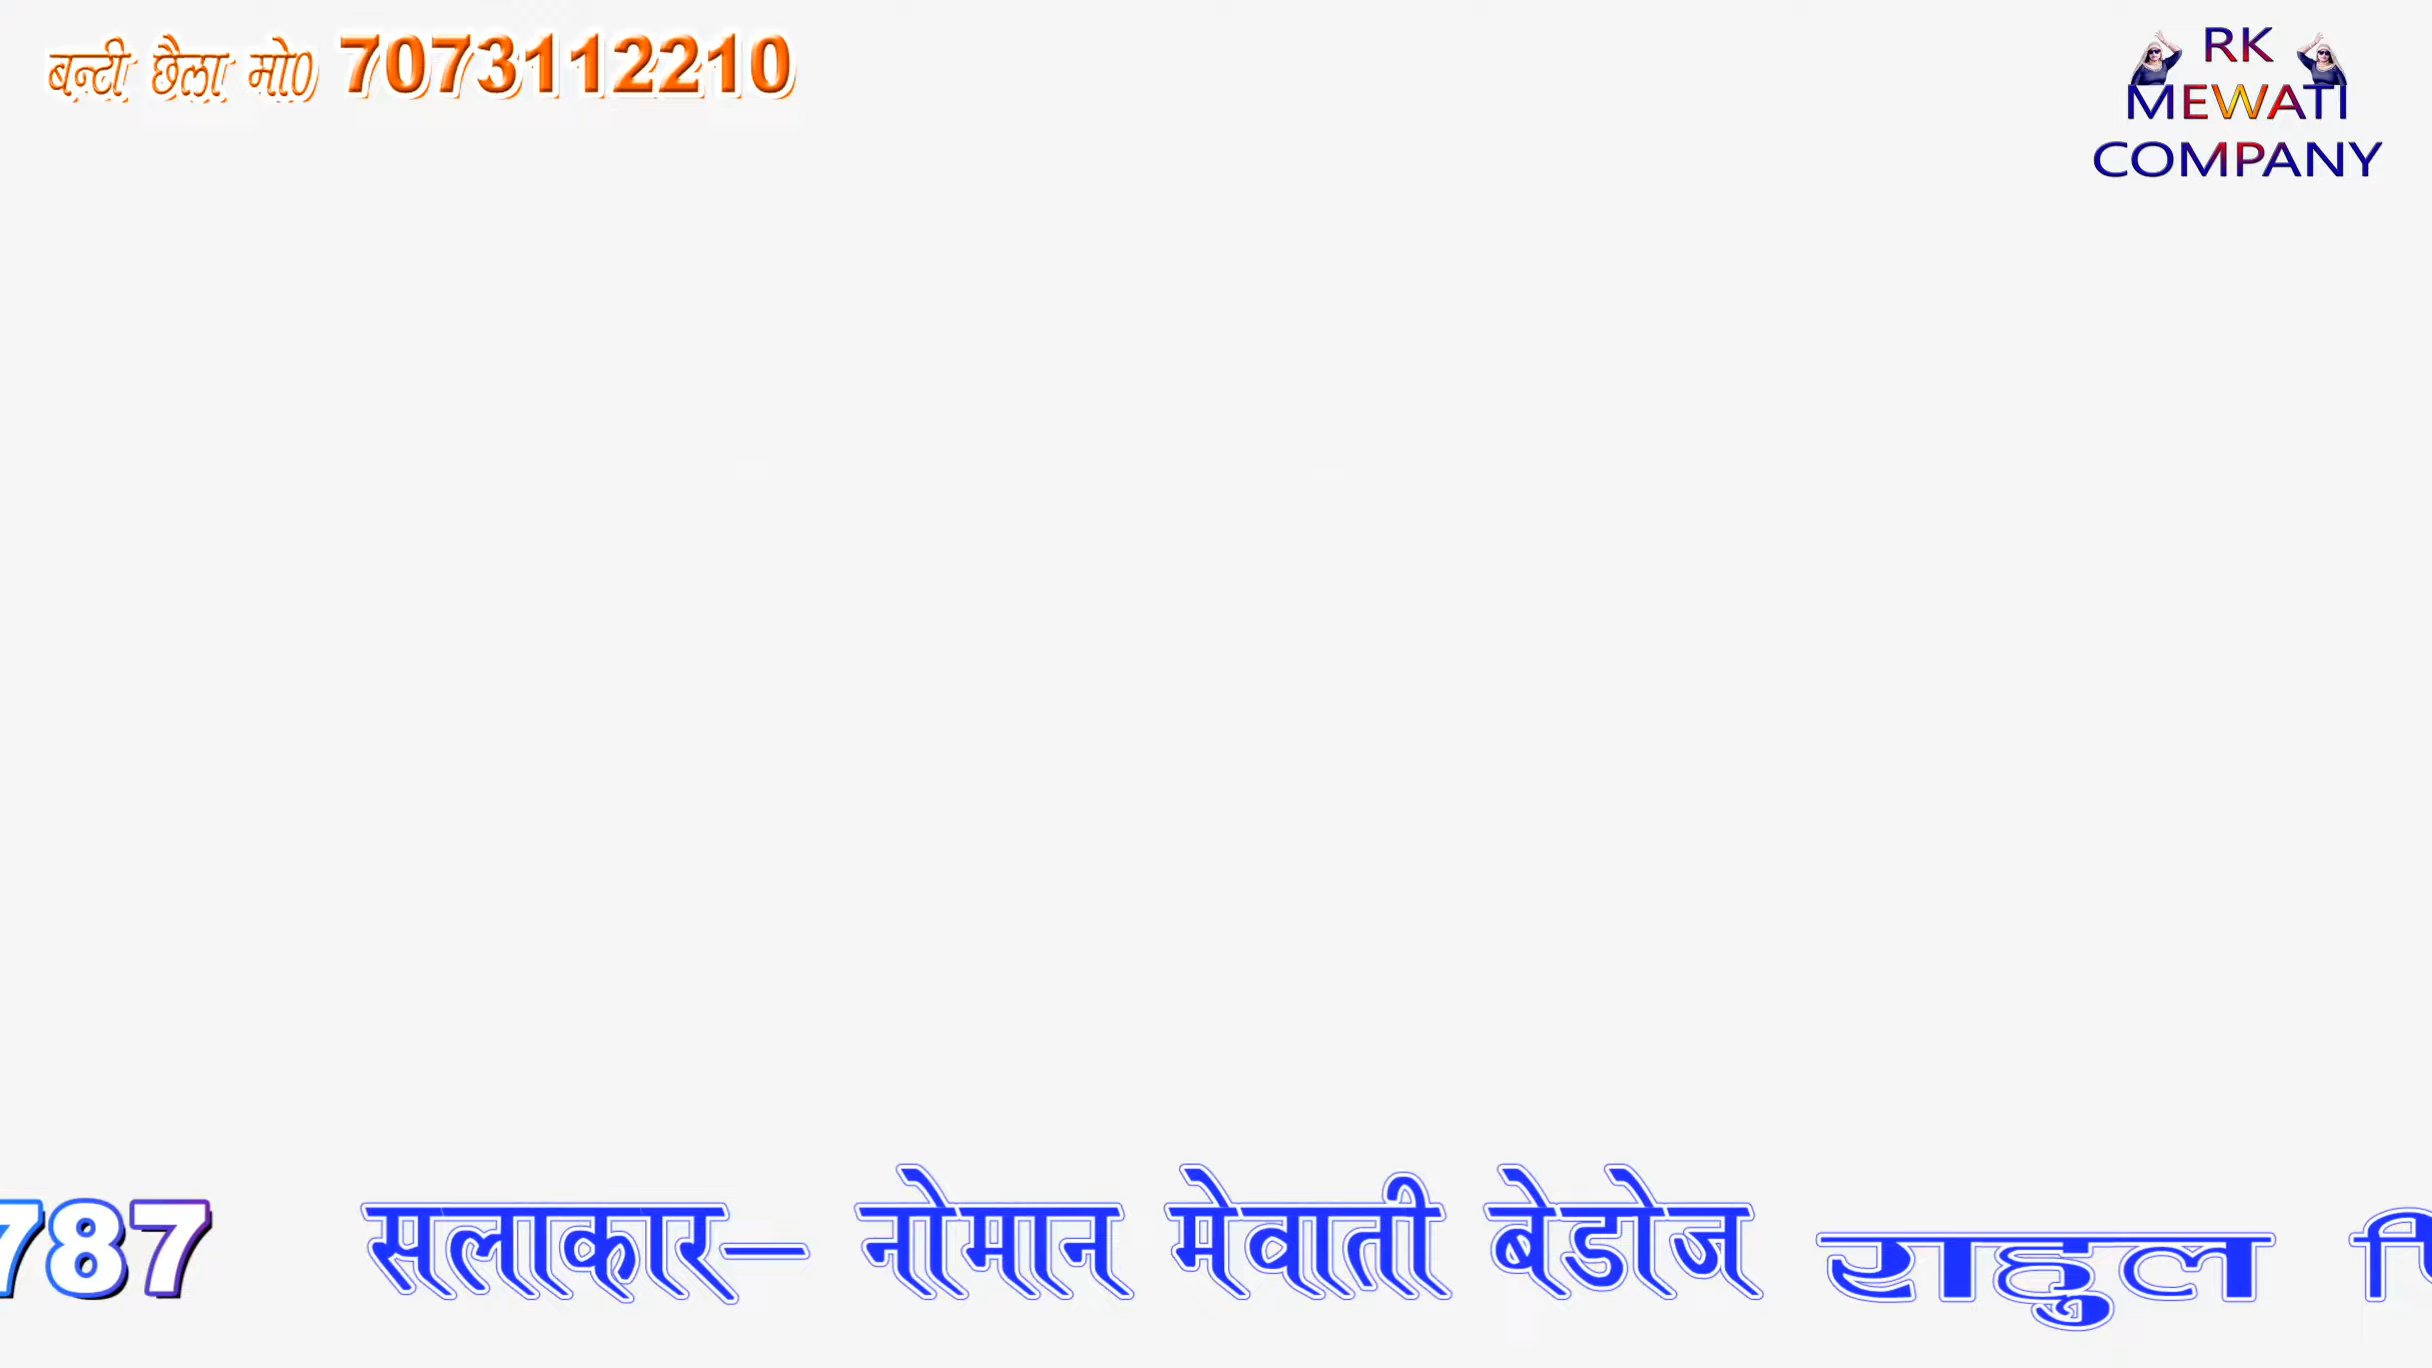 बन्टी छैला मो0 7073112210
RK
MEWATI
COMPANY
787 सलाकार– नोमान मेवाती बेडोज राहुल